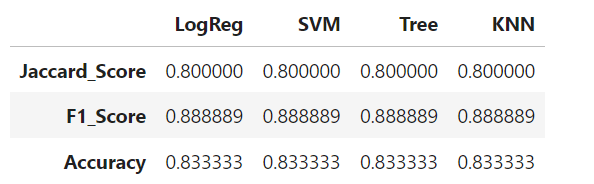 LogReg SVM Tree KNN
Jaccard_Score 0.800000 0.800000 0.800000 0.800000
F1_Score 0.888889 0.888889 0.888889 0.888889
Accuracy 0.833333 0.833333 0.833333 0.833333